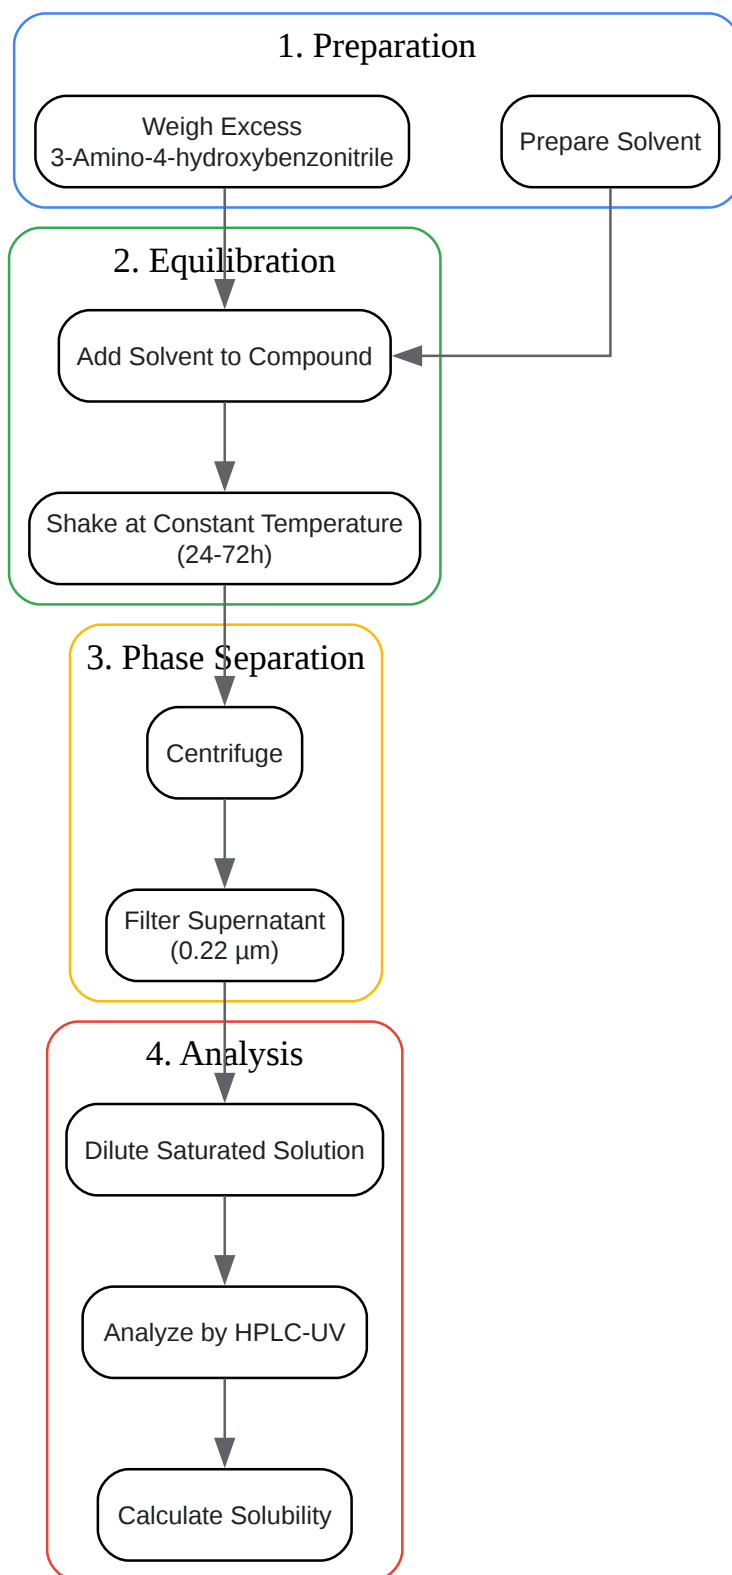 1. Preparation
Weigh Excess
3-Amino-4-hydroxybenzonitrile
Prepare Solvent
2. Equilibration
Add Solvent to Compound
Shake at Constant Temperature
(24-72h)
3. Phase Separation
Centrifuge
Filter Supernatant
(0.22 µm)
4. Analysis
Dilute Saturated Solution
Analyze by HPLC-UV
Calculate Solubility